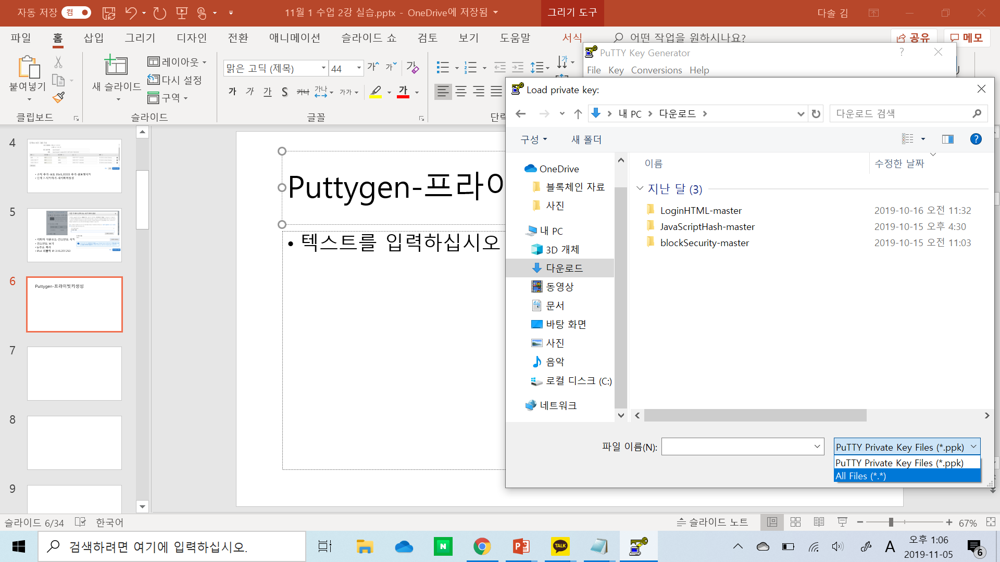 자동 저장 켬 11월 1 수업 2강 실습.pptx - OneDrive에 저장됨 그리기 도구 다솔 김
파일 홈 삽입 그리기 디자인 전환 애니메이션 슬라이드 쇼 검토 보기 도움말 서식 어떤 작업을 원하시나요? 공유 메모
붙여넣기
새 슬라이드
레이아웃
다시 설정
구역
맑은 고딕 (제목) 44
클립보드 슬라이드 글꼴 단락
PuTTY Key Generator
File Key Conversions Help
Load private key:
내 PC 다운로드
다운로드 검색
구성 새 폴더
OneDrive
블록체인 자료
사진
내 PC
3D 개체
다운로드
동영상
문서
바탕 화면
사진
음악
로컬 디스크 (C:)
네트워크
이름 수정한 날짜
지난 달 (3)
LoginHTML-master 2019-10-16 오전 11:32
JavaScriptHash-master 2019-10-15 오후 4:30
blockSecurity-master 2019-10-15 오전 11:03
파일 이름(N): PuTTY Private Key Files (*.ppk)
PuTTY Private Key Files (*.ppk)
All Files (*.*)
4
5
6
Puttygen-프라이빗키생성
7
8
9
Puttygen-프라이
• 텍스트를 입력하십시오
슬라이드 6/34 한국어 슬라이드 노트 67%
검색하려면 여기에 입력하십시오. N TALK A 오후 1:06
2019-11-05 6